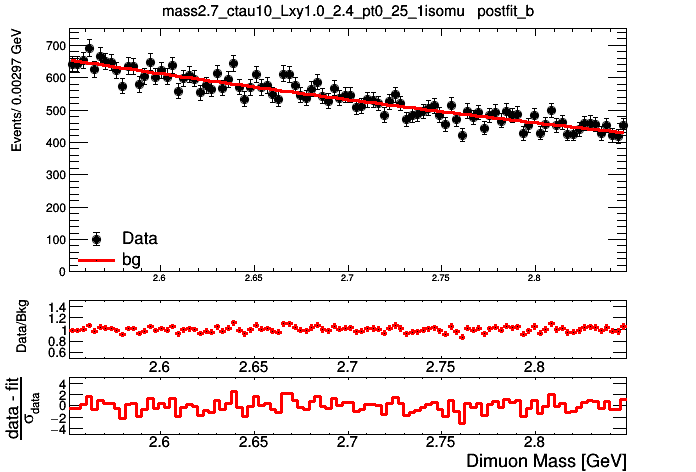 mass2.7_ctau10_Lxy1.0_2.4_pt0_25_1isomu postfit_b
Events/ 0.00297 GeV
700
600
500
400
300
200
100
0
Data
bg
2.6 2.65 2.7 2.75 2.8
Data/Bkg
1.4
1.2
1
0.8
0.6
2.6 2.65 2.7 2.75 2.8
data - fit
σdata
4
2
0
−2
−4
2.6 2.65 2.7 2.75 2.8
Dimuon Mass [GeV]